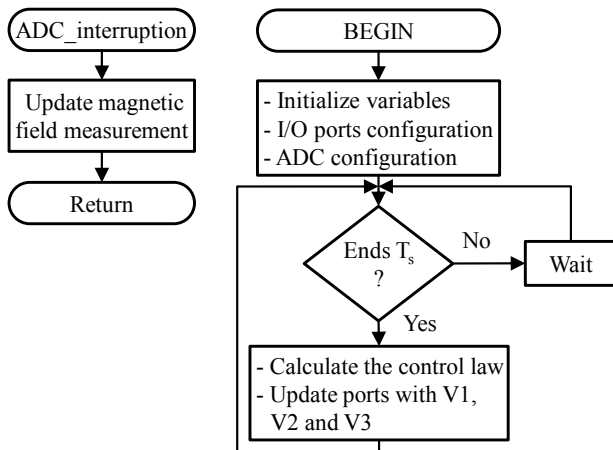 ADC_interruption
Update magnetic
field measurement
Return
BEGIN
- Initialize variables
- I/O ports configuration
- ADC configuration
Ends Ts
?
No
Wait
Yes
- Calculate the control law
- Update ports with V1,
V2 and V3